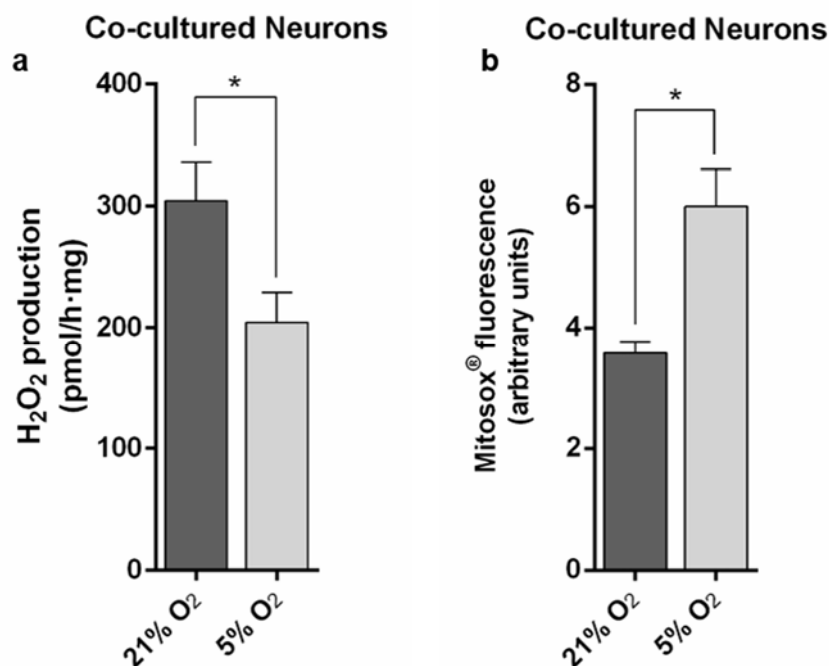 Co-cultured Neurons
a
400
300
200
100
0
H₂O₂ production
(pmol/h·mg)
*
21% O₂
5% O₂
Co-cultured Neurons
b
8
6
4
2
0
Mitosox® fluorescence
(arbitrary units)
*
21% O₂
5% O₂